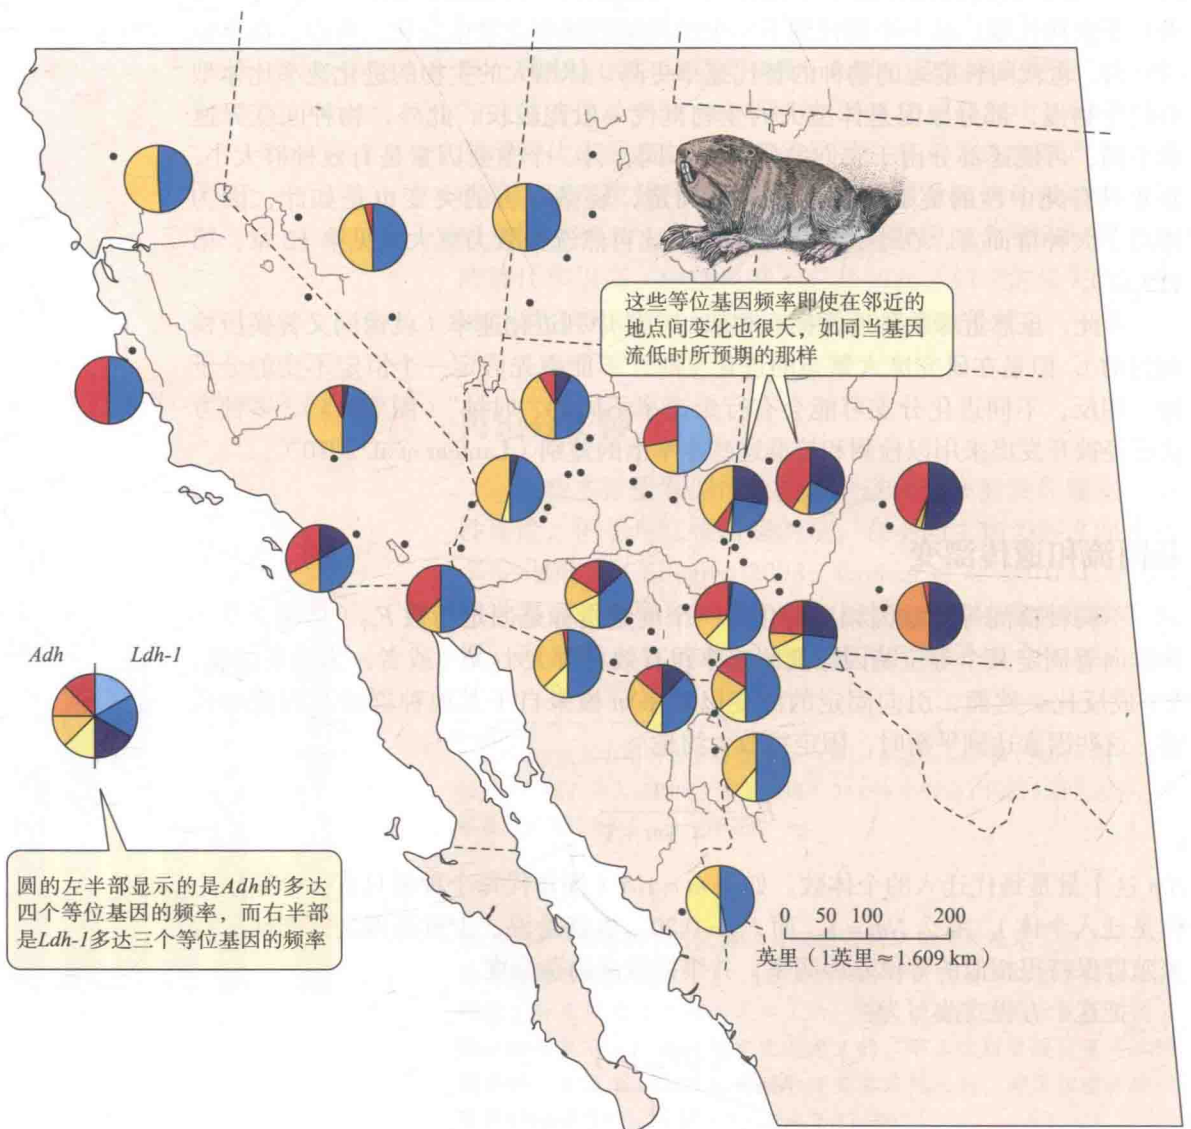 这些等位基因频率即使在邻近的
地点间变化也很大，如同当基因
流低时所预期的那样
Adh Ldh-1
圆的左半部显示的是Adh的多达
四个等位基因的频率，而右半部
是Ldh-1多达三个等位基因的频率
0 50 100 200
英里（1英里≈1.609 km）